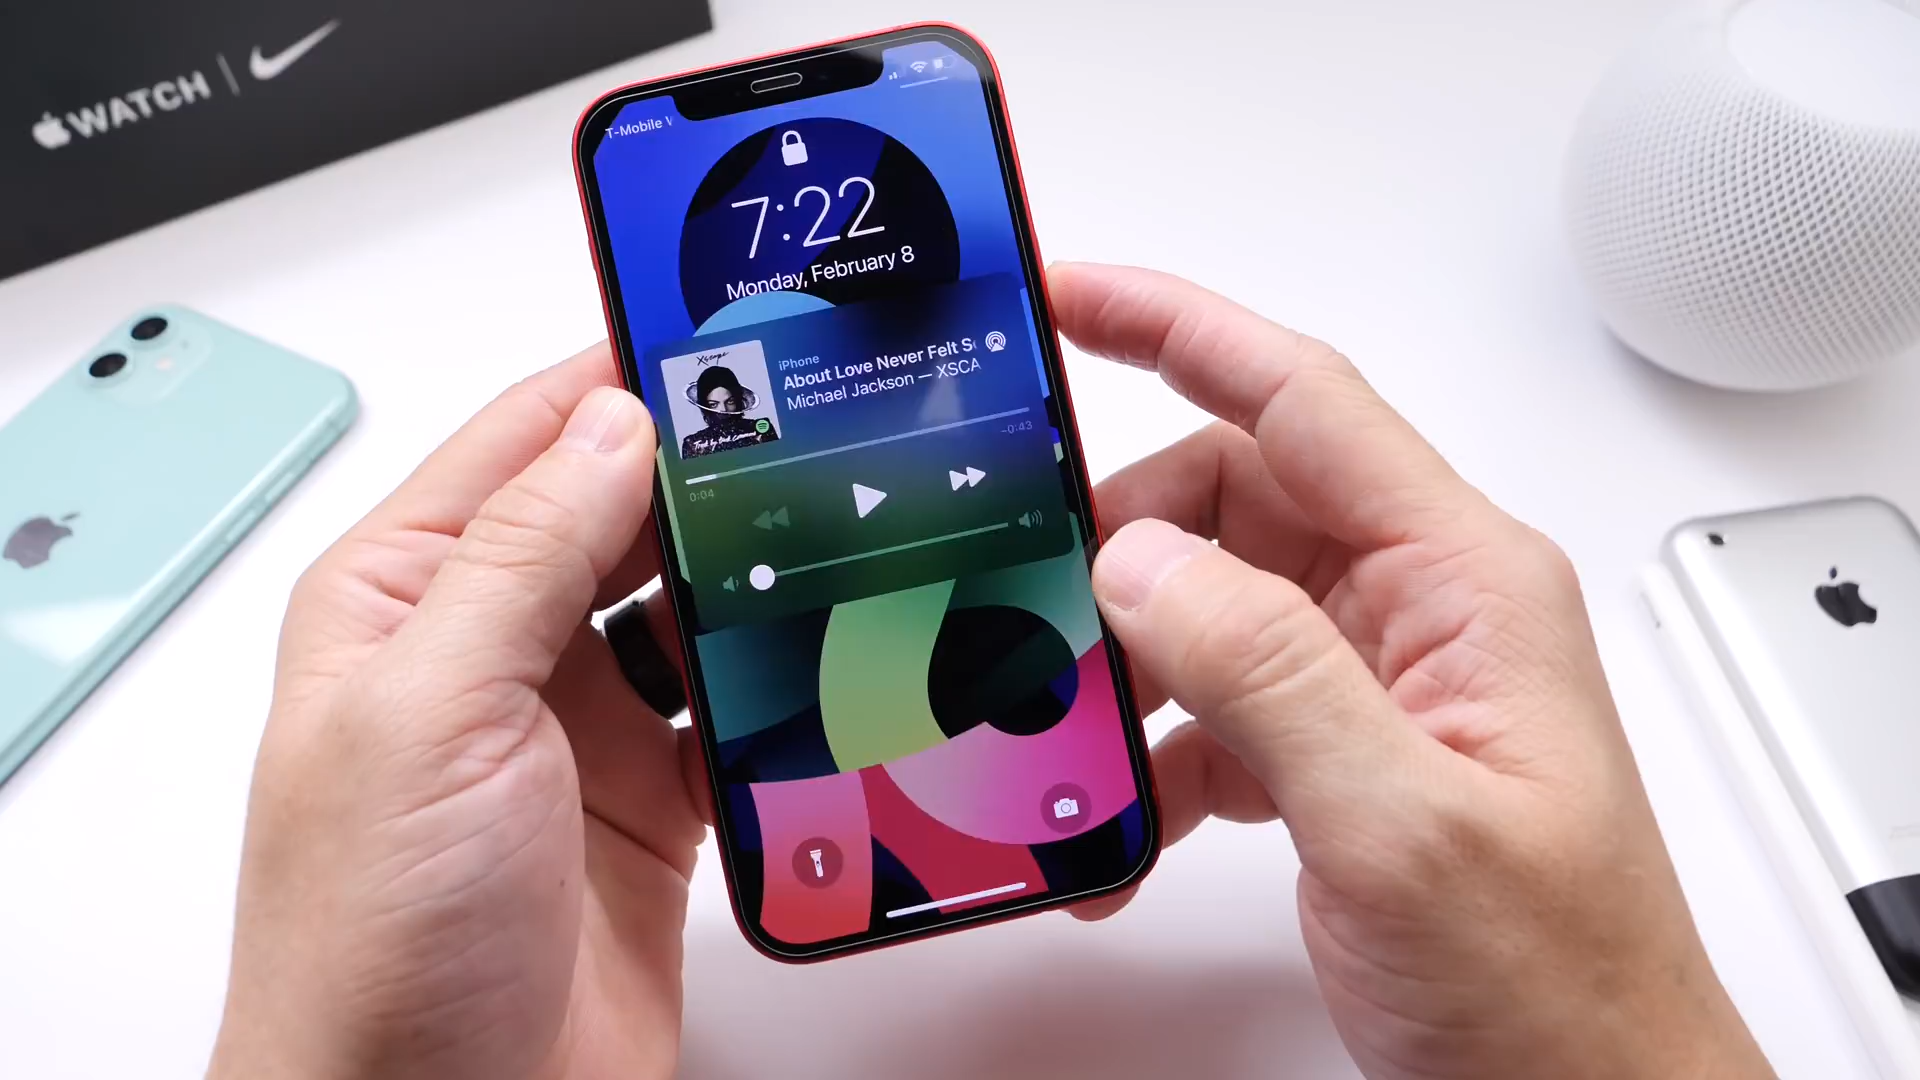 WATCH
T-Mobile
7:22
Monday, February 8
Xscape
iPhone
About Love Never Felt S
Michael Jackson — XSCA
-0:43
0:04